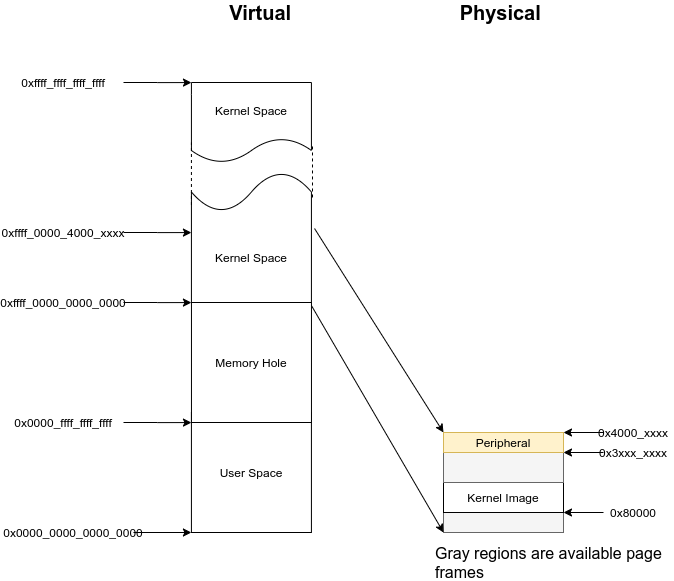 Virtual
Physical
0xffff_ffff_ffff_ffff
Kernel Space
0xffff_0000_4000_xxxx
Kernel Space
0xffff_0000_0000_0000
Memory Hole
0x0000_ffff_ffff_ffff
User Space
0x0000_0000_0000_0000
0x4000_xxxx
Peripheral
0x3xxx_xxxx
Kernel Image
0x80000
Gray regions are available page
frames